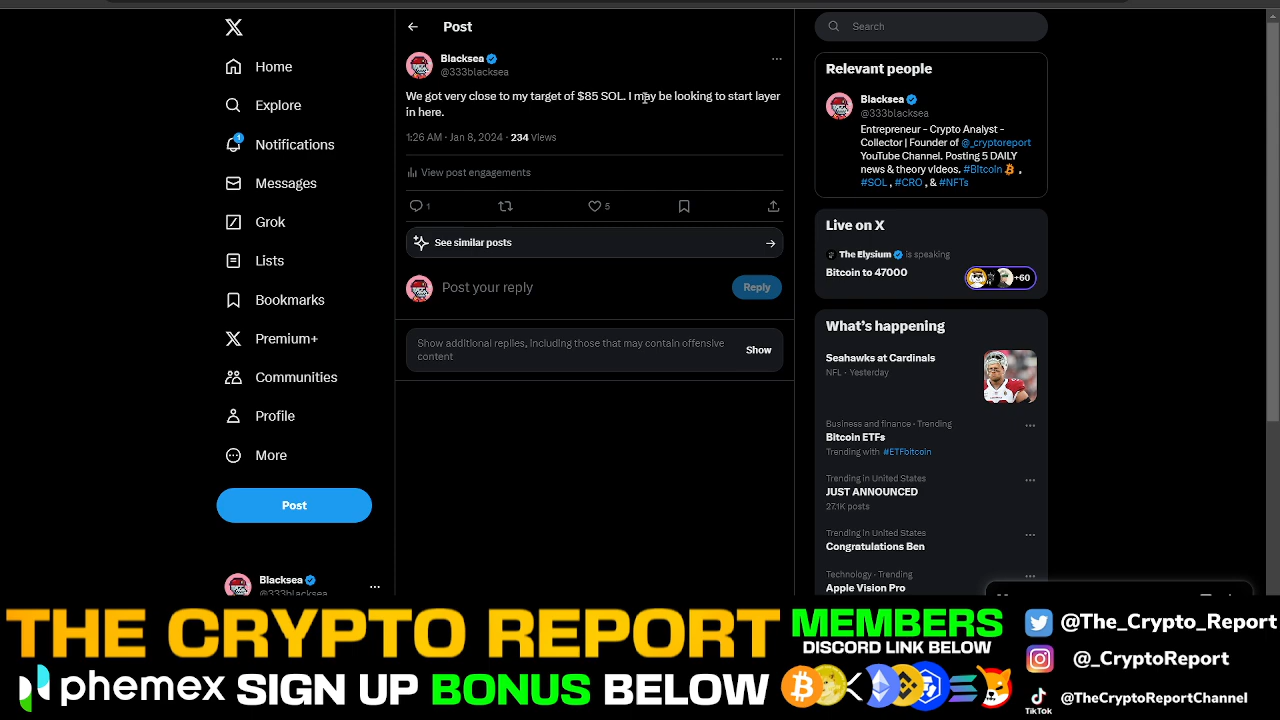 Home
Explore
1
Notifications
Messages
Grok
Lists
Bookmarks
Premium+
Communities
Profile
More
Post
Blacksea
@333blacksea
Post
Blacksea
@333blacksea
We got very close to my target of $85 SOL. I may be looking to start layer
in here.
1:26 AM · Jan 8, 2024 · 234 Views
View post engagements
1
5
See similar posts
Post your reply
Reply
Show additional replies, including those that may contain offensive
content
Show
Search
Relevant people
Blacksea
@333blacksea
Entrepreneur - Crypto Analyst -
Collector | Founder of @_cryptoreport
YouTube Channel. Posting 5 DAILY
news & theory videos. #Bitcoin ,
#SOL , #CRO , & #NFTs
Live on X
The Elysium is speaking
Bitcoin to 47000
+60
What's happening
Seahawks at Cardinals
NFL · Yesterday
Business and finance · Trending
Bitcoin ETFs
Trending with #ETFbitcoin
Trending in United States
JUST ANNOUNCED
27.1K posts
Trending in United States
Congratulations Ben
Technology · Trending
Apple Vision Pro
THE CRYPTO REPORT
phemex SIGN UP BONUS BELOW
MEMBERS
DISCORD LINK BELOW
@The_Crypto_Report
@_CryptoReport
TikTok
@TheCryptoReportChannel